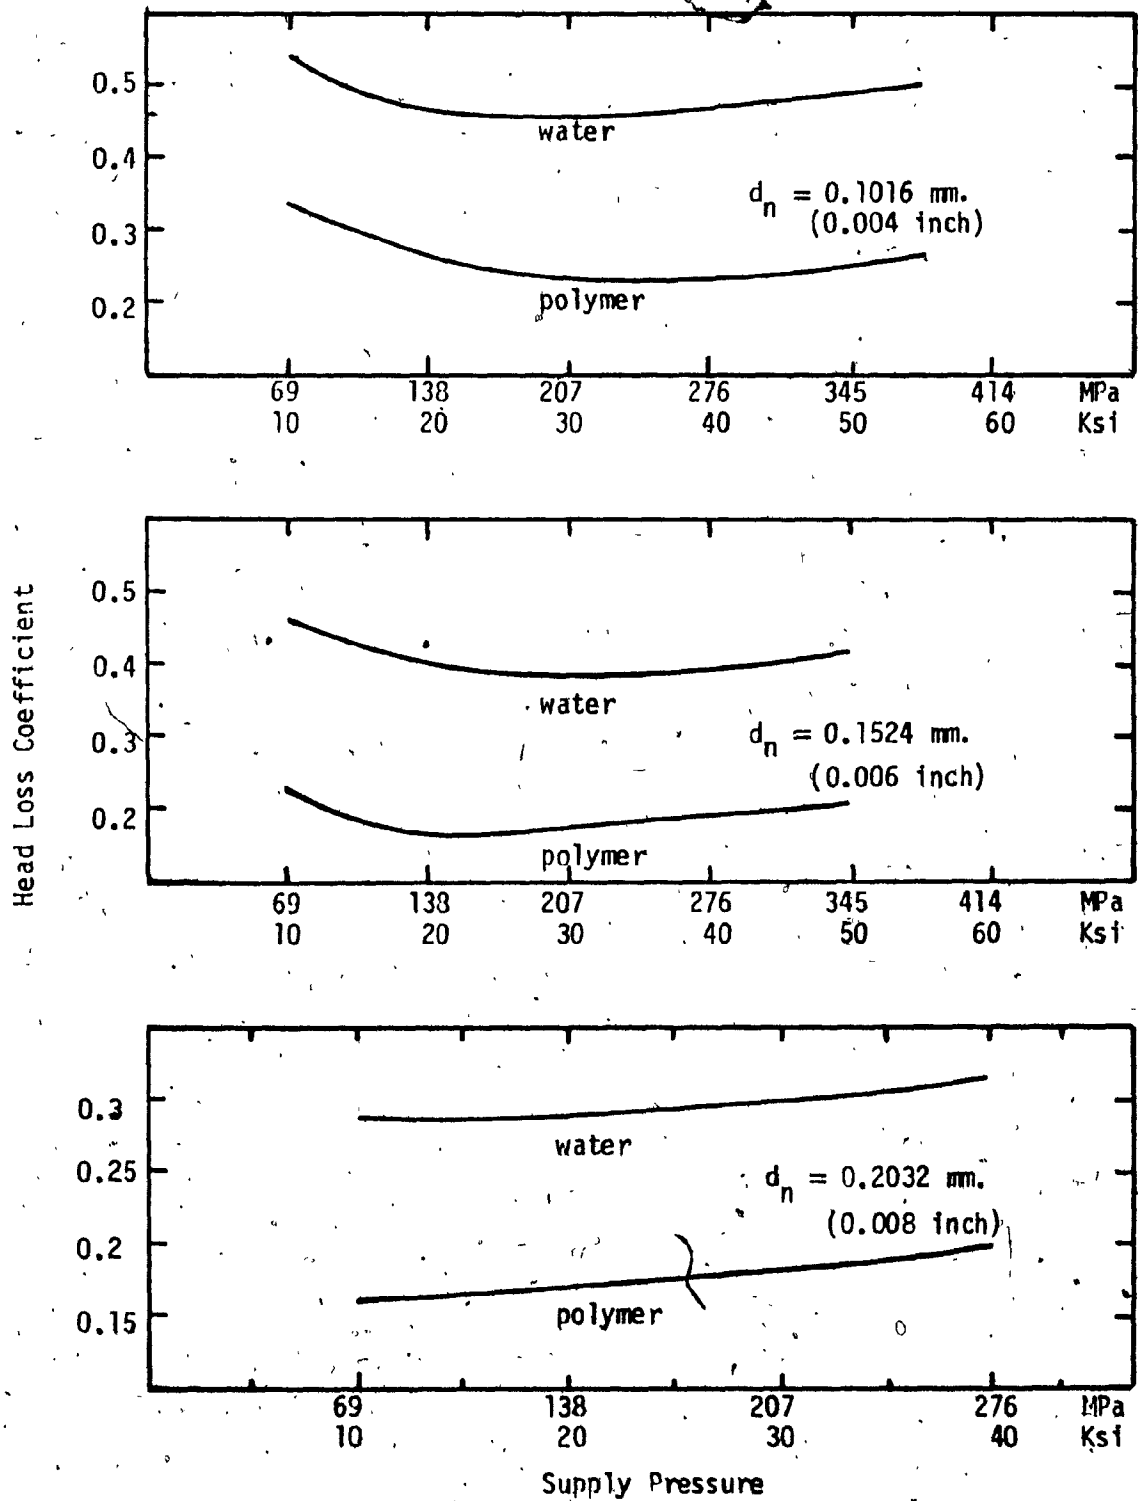 0.5
water
0.4
dn = 0.1016 mm.
(0.004 inch)
0.3
0.2
polymer
69 138 207 276 345 414 MPa
10 20 30 40 50 60 Ksi
Head Loss Coefficient
0.5
0.4
water
0.3
dn = 0.1524 mm.
(0.006 inch)
0.2
polymer
69 138 207 276 345 414 MPa
10 20 30 40 50 60 Ksi
0.3
water
0.25
dn = 0.2032 mm.
(0.008 inch)
0.2
polymer
0.15
69 138 207 276 MPa
10 20 30 40 Ksi
Supply Pressure